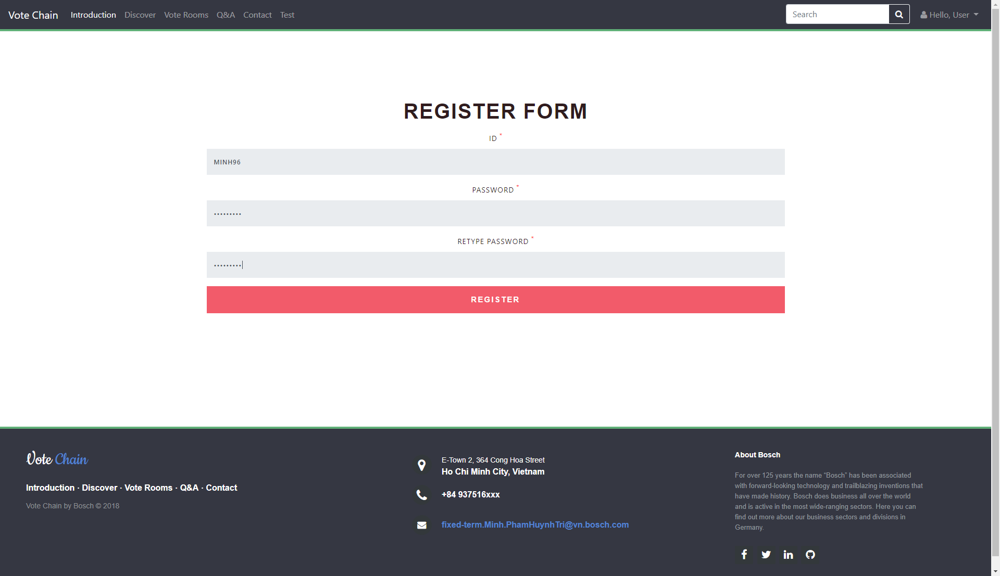 Vote Chain Introduction Discover Vote Rooms Q&A Contact Test Search Hello, User
REGISTER FORM
ID *
MINH96
PASSWORD *
•••••••••
RETYPE PASSWORD *
•••••••••
REGISTER
Vote Chain
Introduction · Discover · Vote Rooms · Q&A · Contact
Vote Chain by Bosch © 2018
E-Town 2, 364 Cong Hoa Street
Ho Chi Minh City, Vietnam
+84 937516xxx
fixed-term.Minh.PhamHuynhTri@vn.bosch.com
About Bosch
For over 125 years the name “Bosch” has been associated
with forward-looking technology and trailblazing inventions that
have made history. Bosch does business all over the world
and is active in the most wide-ranging sectors. Here you can
find out more about our business sectors and divisions in
Germany.